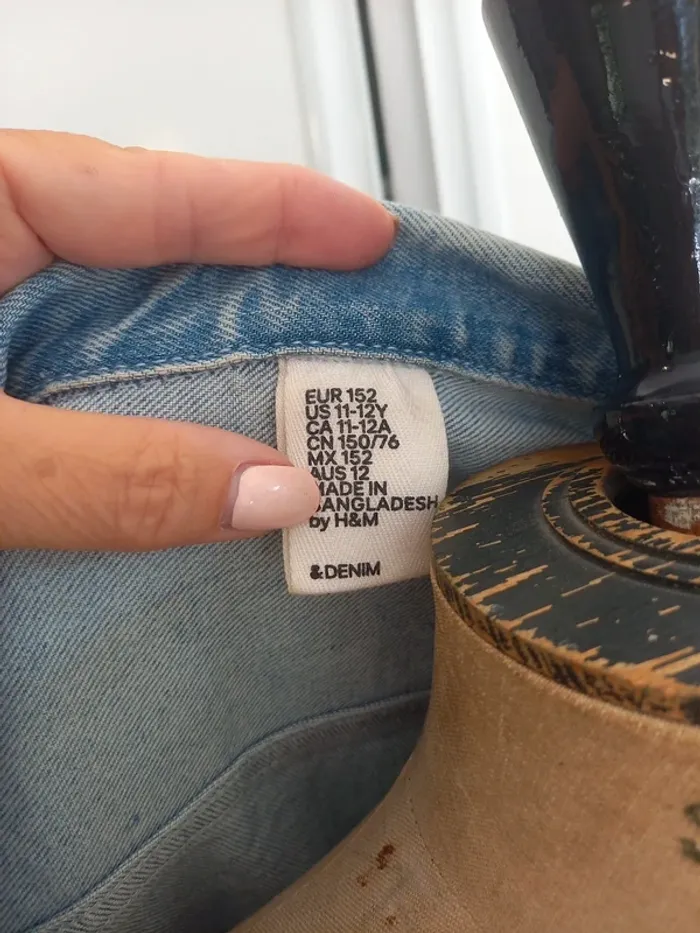 EUR 152
US 11-12Y
CA 11-12A
CN 150/76
MX 152
AUS 12
MADE IN
BANGLADESH
by H&M
&DENIM